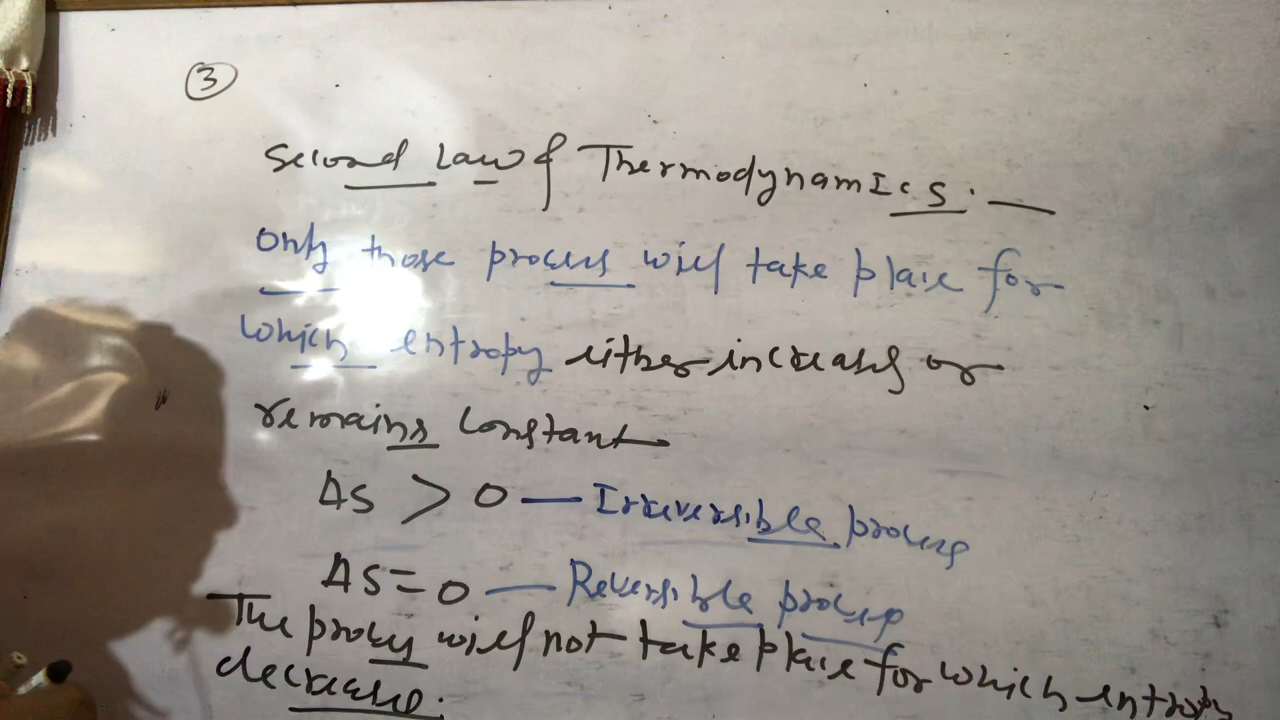 3
Second Law of Thermodynamics: —
Only those process will take place for
which entropy either increases or
remains constant
ΔS > 0 — Irreversible process
ΔS = 0 — Reversible process
The process will not take place for which entropy
decreases.